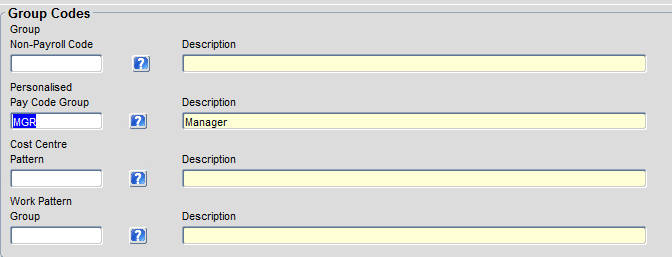 Group Codes
Group
Non-Payroll Code Description
?
Personalised
Pay Code Group Description
MGR ? Manager
Cost Centre
Pattern Description
?
Work Pattern
Group Description
?